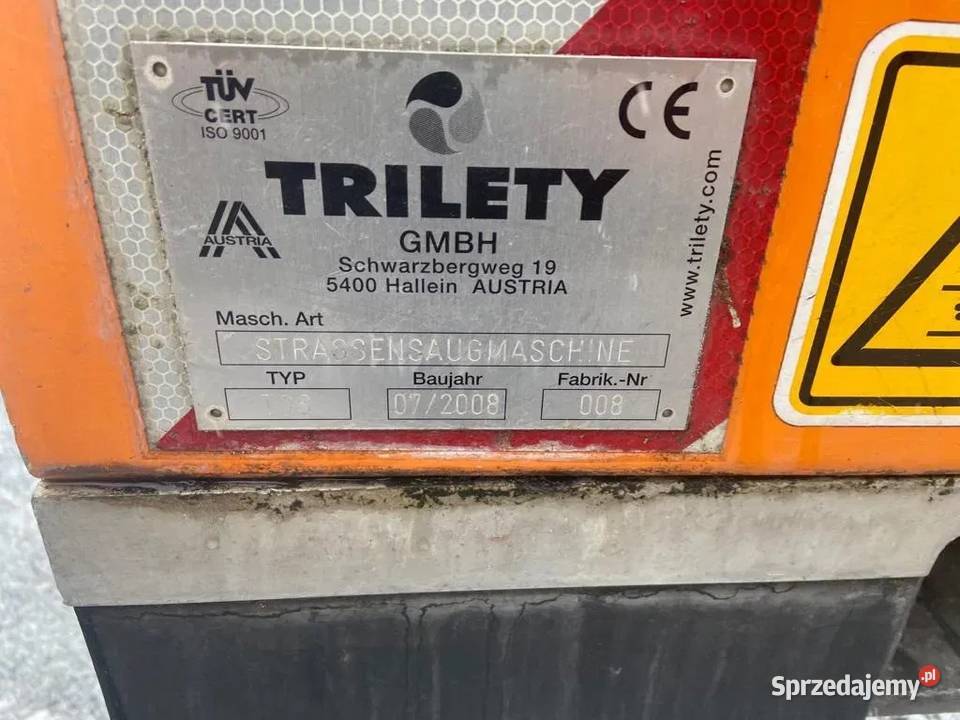 TÜV
CERT
ISO 9001
CE
TRILETY
GMBH
AUSTRIA
Schwarzbergweg 19
5400 Hallein AUSTRIA
www.trilety.com
Masch. Art
STRASSENSAUGMASCHINE
TYP Baujahr Fabrik.-Nr
07/2008 008
Sprzedajemy.pl